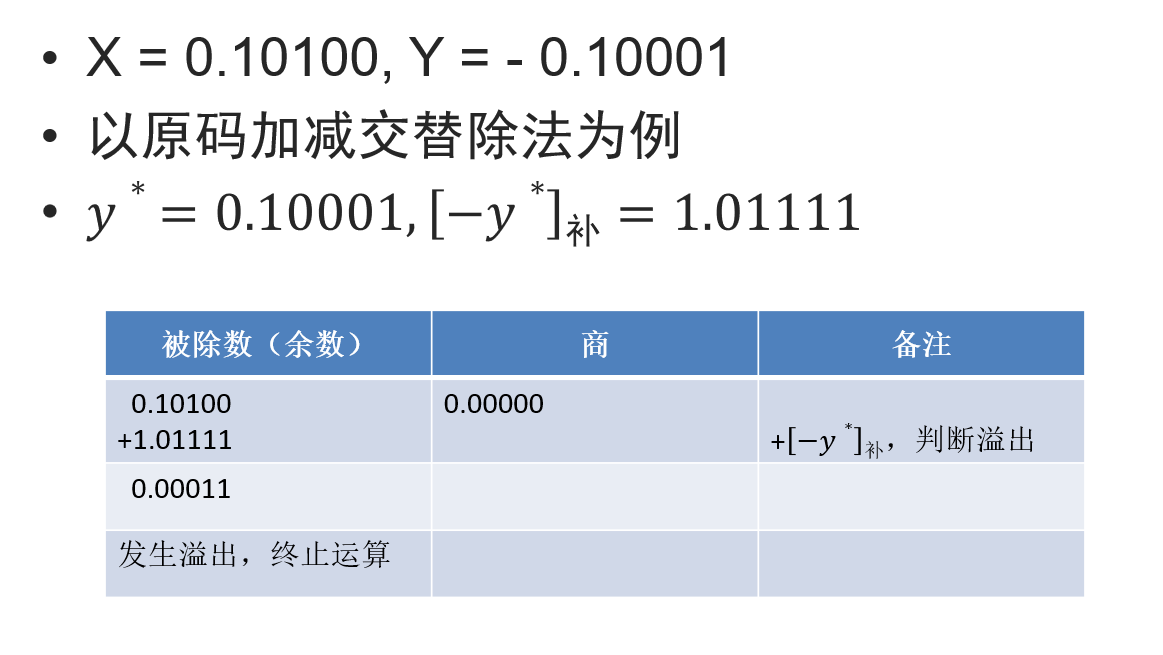 • X = 0.10100, Y = - 0.10001
• 以原码加减交替除法为例
• y* = 0.10001, [−y*]补 = 1.01111
被除数（余数） 商 备注
0.10100 0.00000
+1.01111 +[−y*]补，判断溢出
0.00011
发生溢出，终止运算